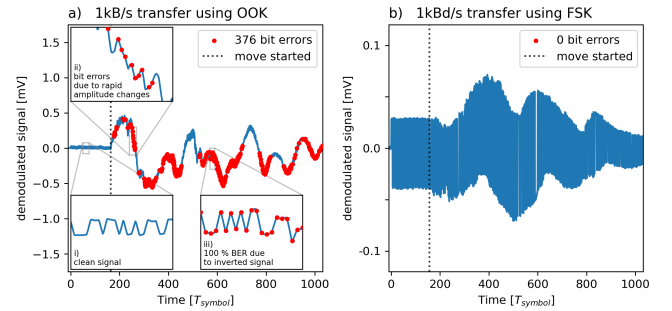 a) 1kB/s transfer using OOK
1.5
1.0
0.5
0.0
−0.5
−1.0
−1.5
demodulated signal [mV]
ii)
bit errors
due to rapid
amplitude changes
376 bit errors
move started
i)
clean signal
iii)
100 % BER due
to inverted signal
0 200 400 600 800 1000
Time [T_symbol]
b) 1kBd/s transfer using FSK
0.1
0.0
-0.1
demodulated signal [mV]
0 bit errors
move started
0 200 400 600 800 1000
Time [T_symbol]